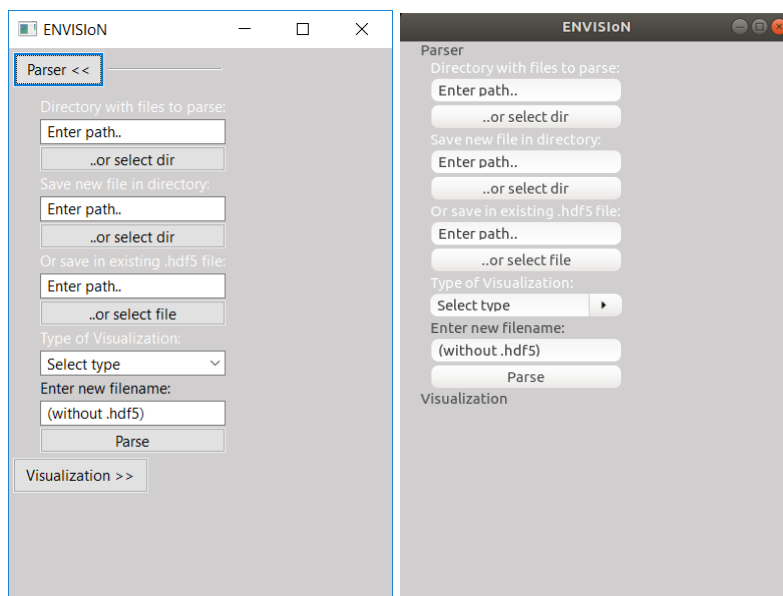 ENVISIoN
Parser <<
Directory with files to parse:
Enter path..
..or select dir
Save new file in directory:
Enter path..
..or select dir
Or save in existing .hdf5 file:
Enter path..
..or select file
Type of Visualization:
Select type
Enter new filename:
(without .hdf5)
Parse
Visualization >>
ENVISIoN
Parser
Directory with files to parse:
Enter path..
..or select dir
Save new file in directory:
Enter path..
..or select dir
Or save in existing .hdf5 file:
Enter path..
..or select file
Type of Visualization:
Select type
Enter new filename:
(without .hdf5)
Parse
Visualization